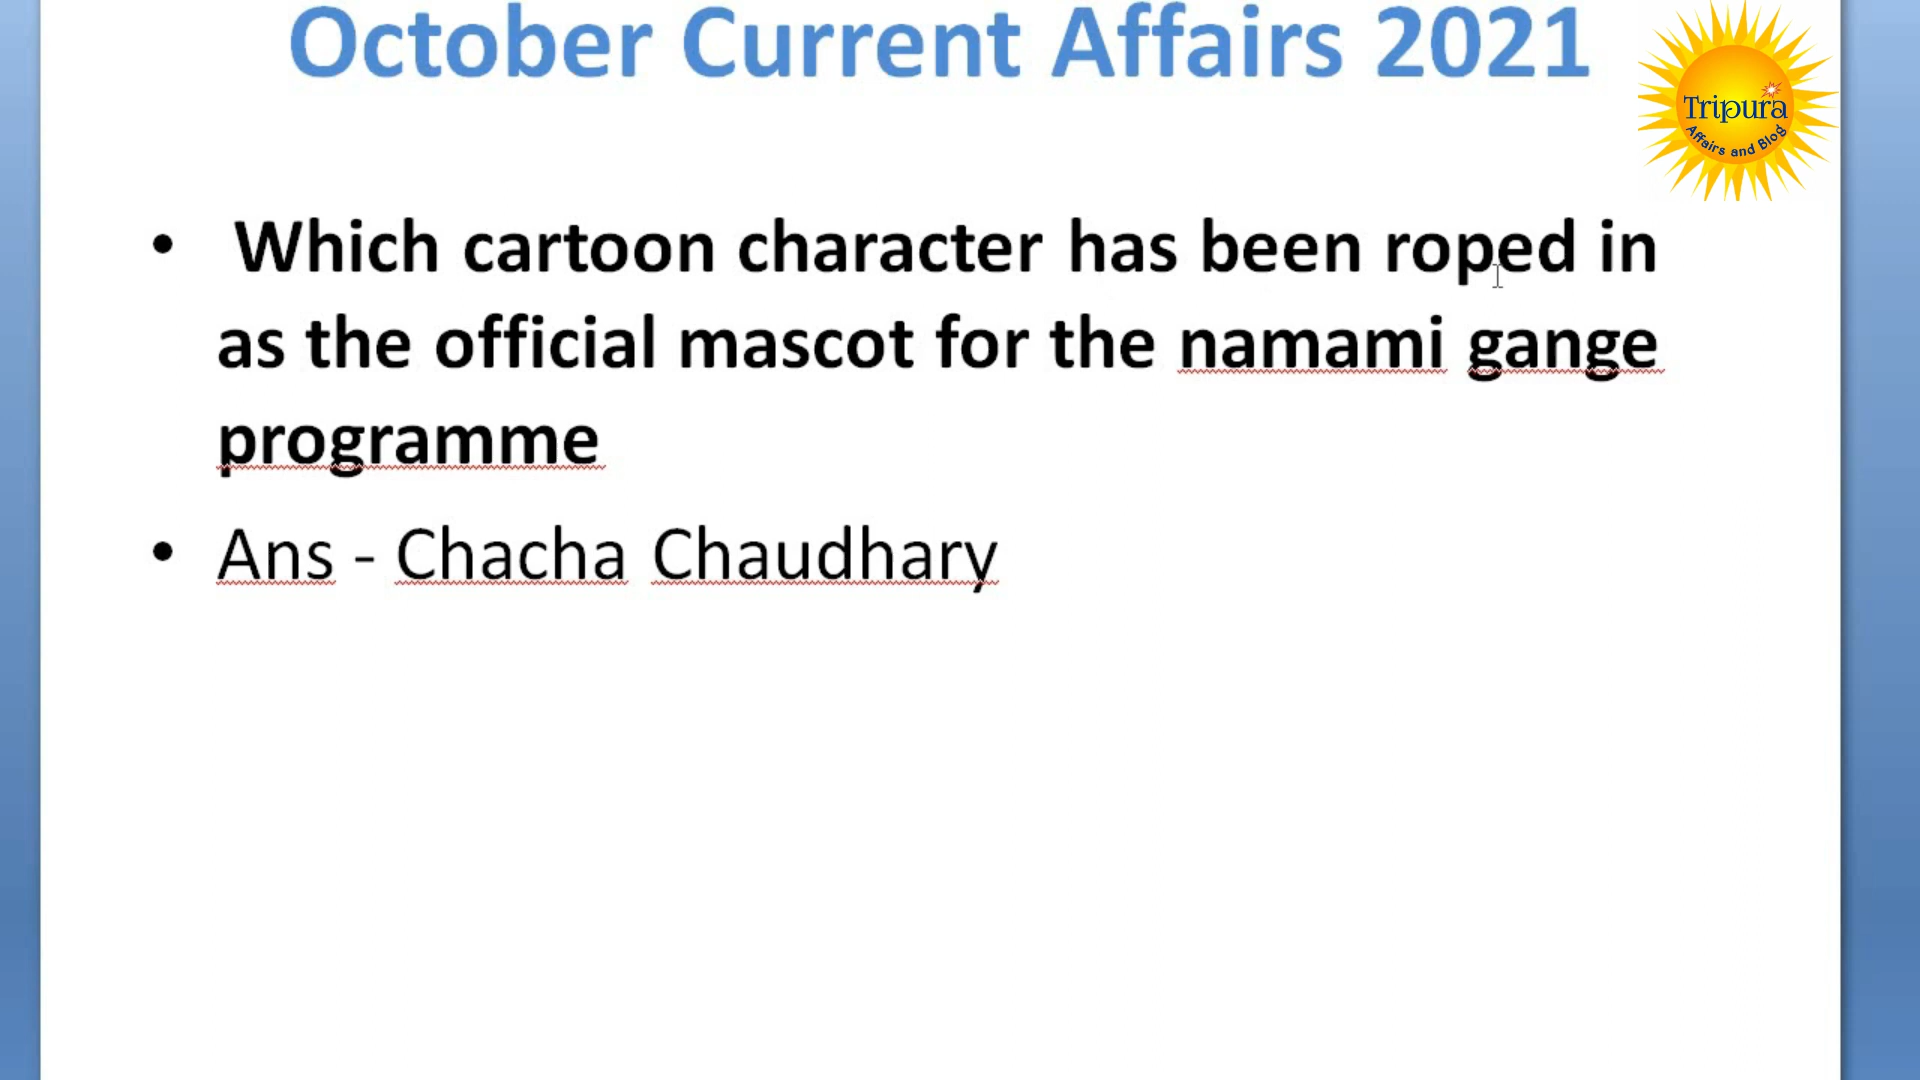 October Current Affairs 2021
Tripura
Affairs and Blog
• Which cartoon character has been roped in
as the official mascot for the namami gange
programme
• Ans - Chacha Chaudhary